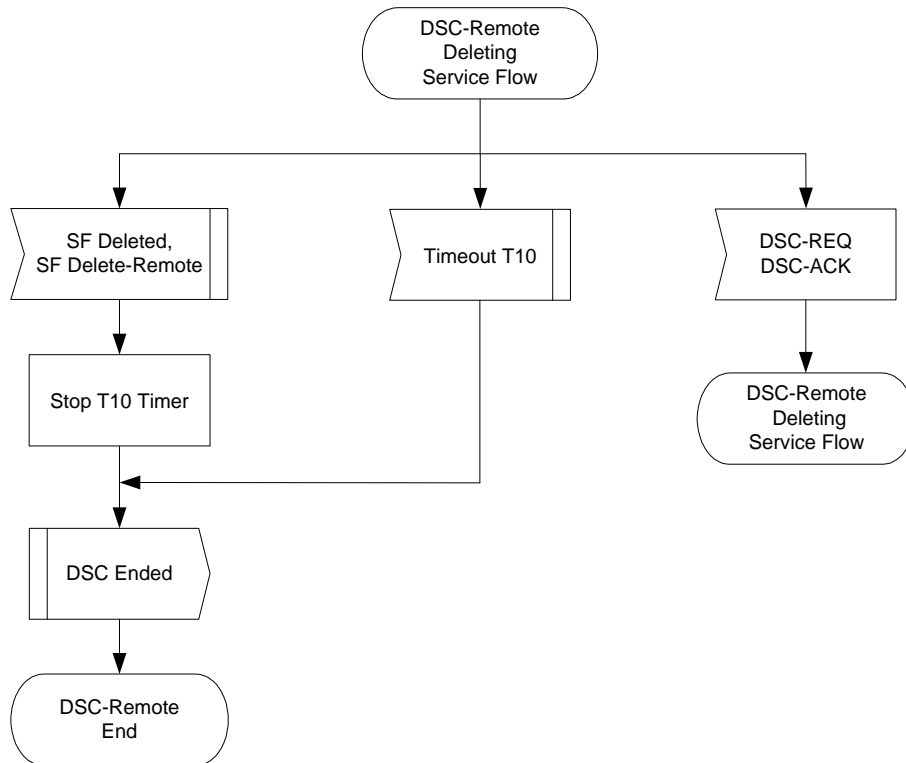 DSC-Remote
Deleting
Service Flow
SF Deleted,
SF Delete-Remote
Timeout T10
DSC-REQ
DSC-ACK
Stop T10 Timer
DSC-Remote
Deleting
Service Flow
DSC Ended
DSC-Remote
End